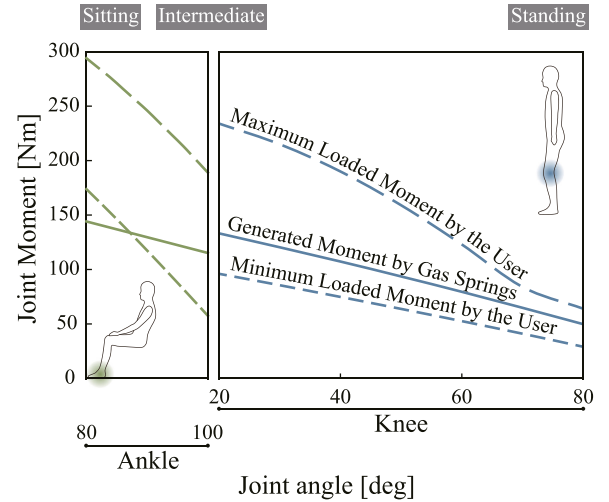 Sitting
Intermediate
Standing
300
250
200
150
100
50
0
Joint Moment [Nm]
Maximum Loaded Moment by the User
Generated Moment by Gas Springs
Minimum Loaded Moment by the User
20
40
60
80
Knee
80
100
Ankle
Joint angle [deg]